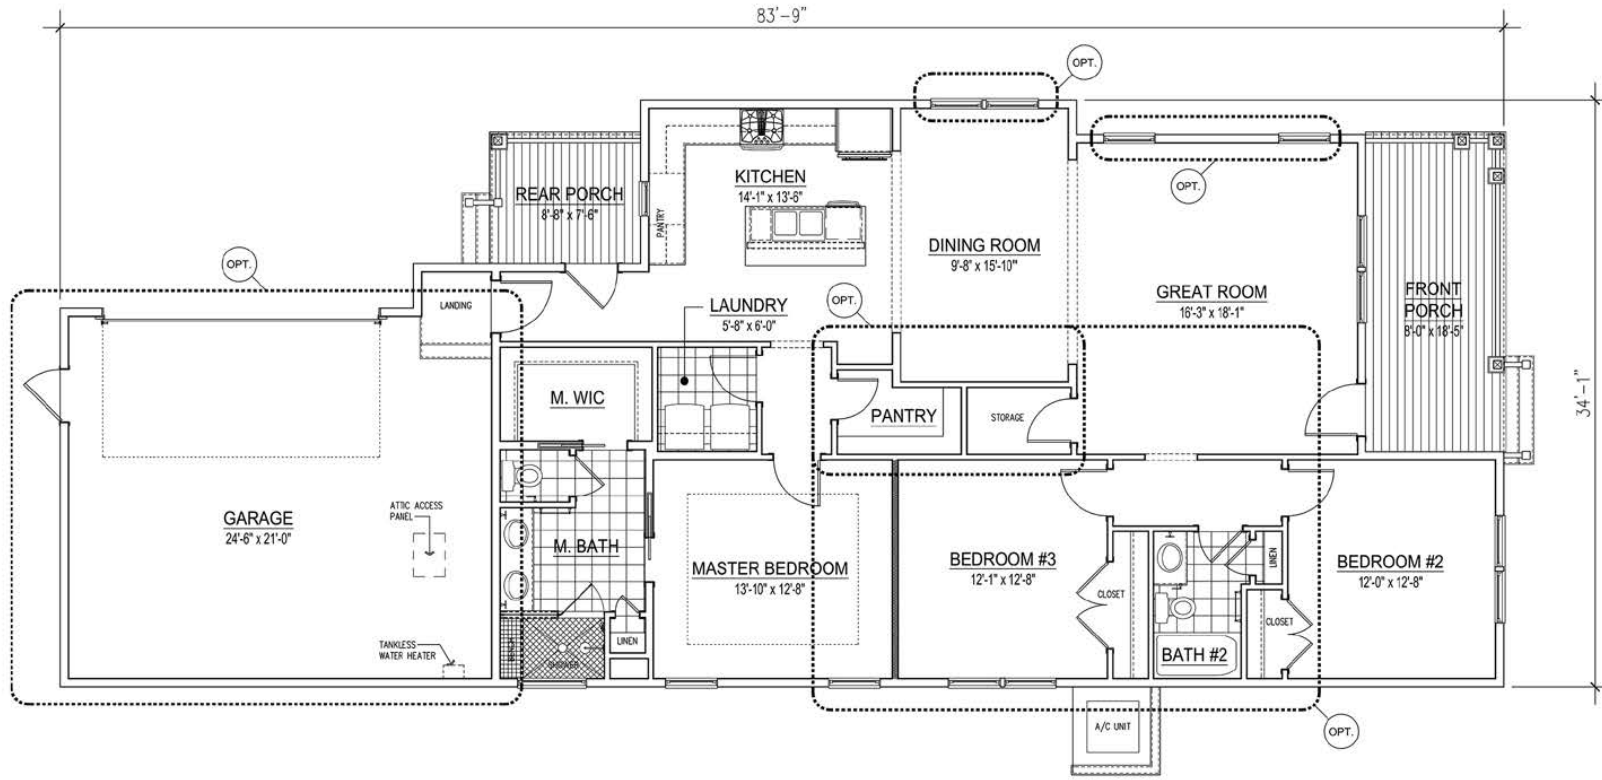 83'-9"
OPT.
OPT.
KITCHEN
14'-1" x 13'-6"
REAR PORCH
8'-8" x 7'-6"
PANTRY
DINING ROOM
9'-8" x 15'-10"
OPT.
GREAT ROOM
16'-3" x 18'-1"
FRONT
PORCH
8'-0" x 18'-5"
34'-1"
LANDING
LAUNDRY
5'-8" x 6'-0"
OPT.
M. WIC
PANTRY
STORAGE
GARAGE
24'-6" x 21'-0"
ATTIC ACCESS
PANEL
M. BATH
MASTER BEDROOM
13'-10" x 12'-8"
BEDROOM #3
12'-1" x 12'-8"
CLOSET
LINEN
BEDROOM #2
12'-0" x 12'-8"
CLOSET
BATH #2
TANKLESS
WATER HEATER
SHOWER
LINEN
A/C UNIT
OPT.